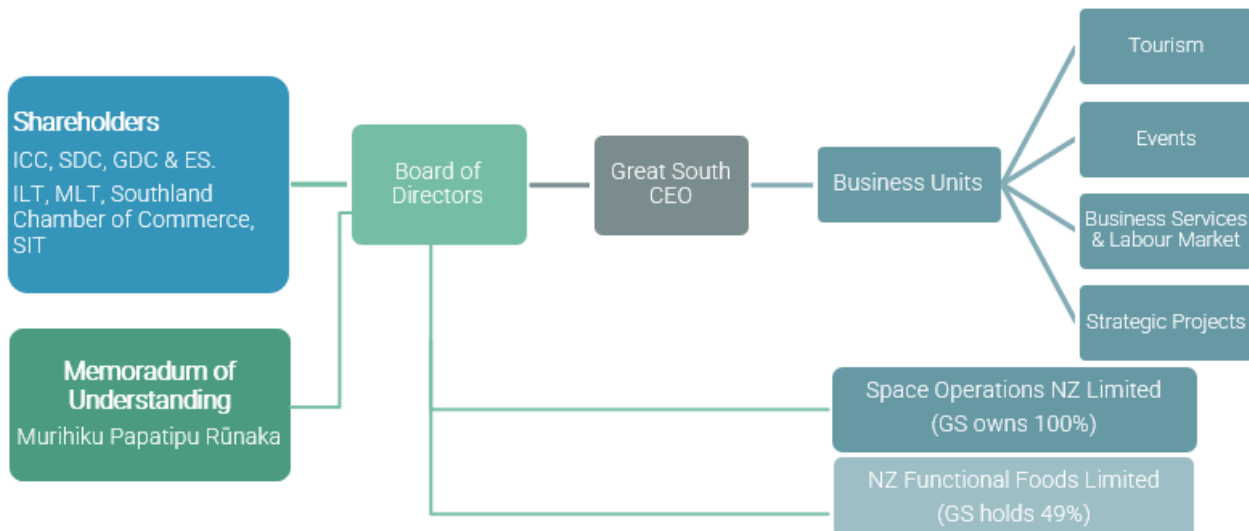 Shareholders
ICC, SDC, GDC & ES.
ILT, MLT, Southland
Chamber of Commerce,
SIT
Memoradum of
Understanding
Murihiku Papatipu Rūnaka
Board of
Directors
Great South
CEO
Business Units
Tourism
Events
Business Services
& Labour Market
Strategic Projects
Space Operations NZ Limited
(GS owns 100%)
NZ Functional Foods Limited
(GS holds 49%)